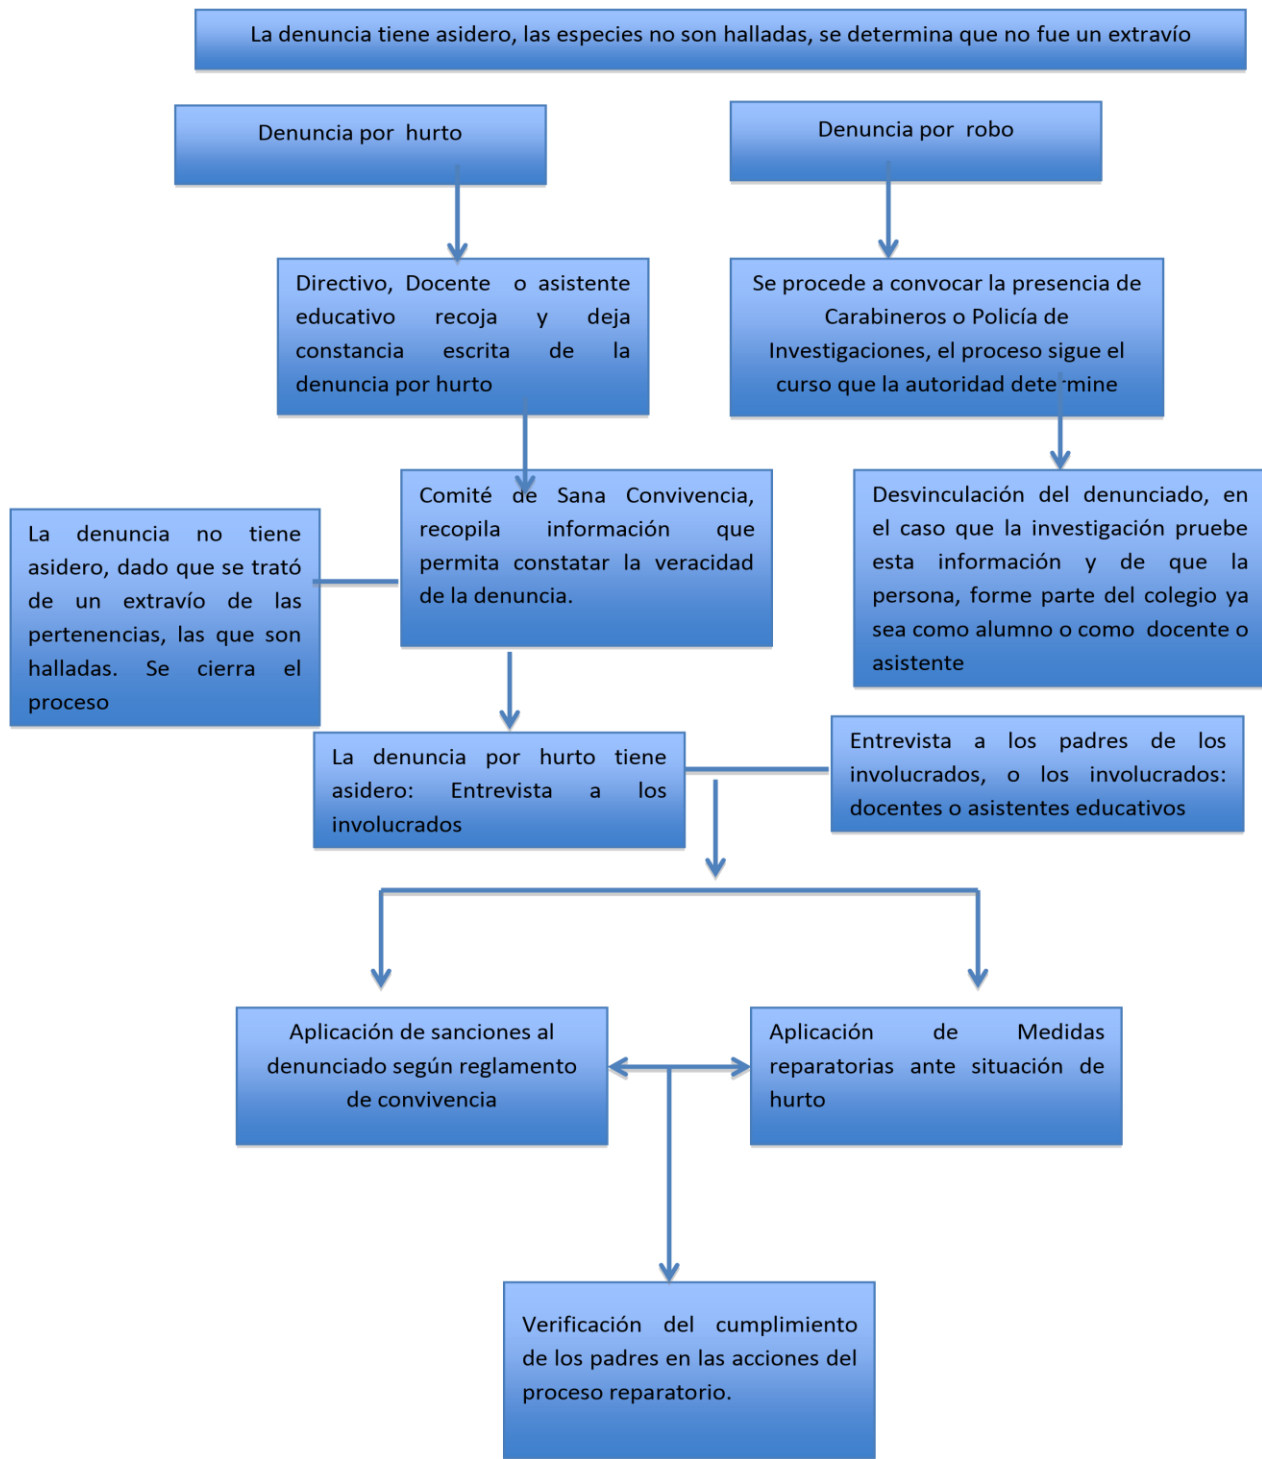 La denuncia tiene asidero, las especies no son halladas, se determina que no fue un extravío
Denuncia por hurto
Denuncia por robo
Directivo, Docente o asistente
educativo recoja y deja
constancia escrita de la
denuncia por hurto
Se procede a convocar la presencia de
Carabineros o Policía de
Investigaciones, el proceso sigue el
curso que la autoridad determine
Comité de Sana Convivencia,
recopila información que
permita constatar la veracidad
de la denuncia.
Desvinculación del denunciado, en
el caso que la investigación pruebe
esta información y de que la
persona, forme parte del colegio ya
sea como alumno o como docente o
asistente
La denuncia no tiene
asidero, dado que se trató
de un extravío de las
pertenencias, las que son
halladas. Se cierra el
proceso
La denuncia por hurto tiene
asidero: Entrevista a los
involucrados
Entrevista a los padres de los
involucrados, o los involucrados:
docentes o asistentes educativos
Aplicación de sanciones al
denunciado según reglamento
de convivencia
Aplicación de Medidas
reparatorias ante situación de
hurto
Verificación del cumplimiento
de los padres en las acciones del
proceso reparatorio.